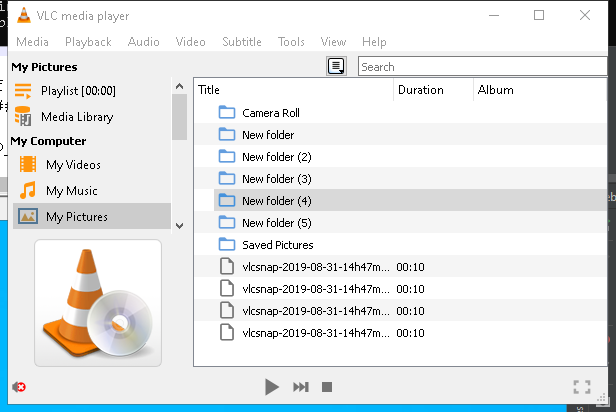 VLC media player
Media Playback Audio Video Subtitle Tools View Help
My Pictures
Search
Playlist [00:00]
Media Library
My Computer
My Videos
My Music
My Pictures
Title Duration Album
Camera Roll
New folder
New folder (2)
New folder (3)
New folder (4)
New folder (5)
Saved Pictures
vlcsnap-2019-08-31-14h47m... 00:10
vlcsnap-2019-08-31-14h47m... 00:10
vlcsnap-2019-08-31-14h47m... 00:10
vlcsnap-2019-08-31-14h47m... 00:10